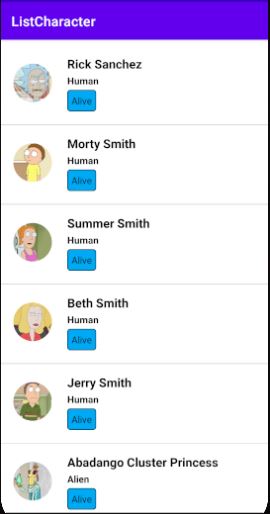 ListCharacter
Rick Sanchez
Human
Alive
Morty Smith
Human
Alive
Summer Smith
Human
Alive
Beth Smith
Human
Alive
Jerry Smith
Human
Alive
Abadango Cluster Princess
Alien
Alive